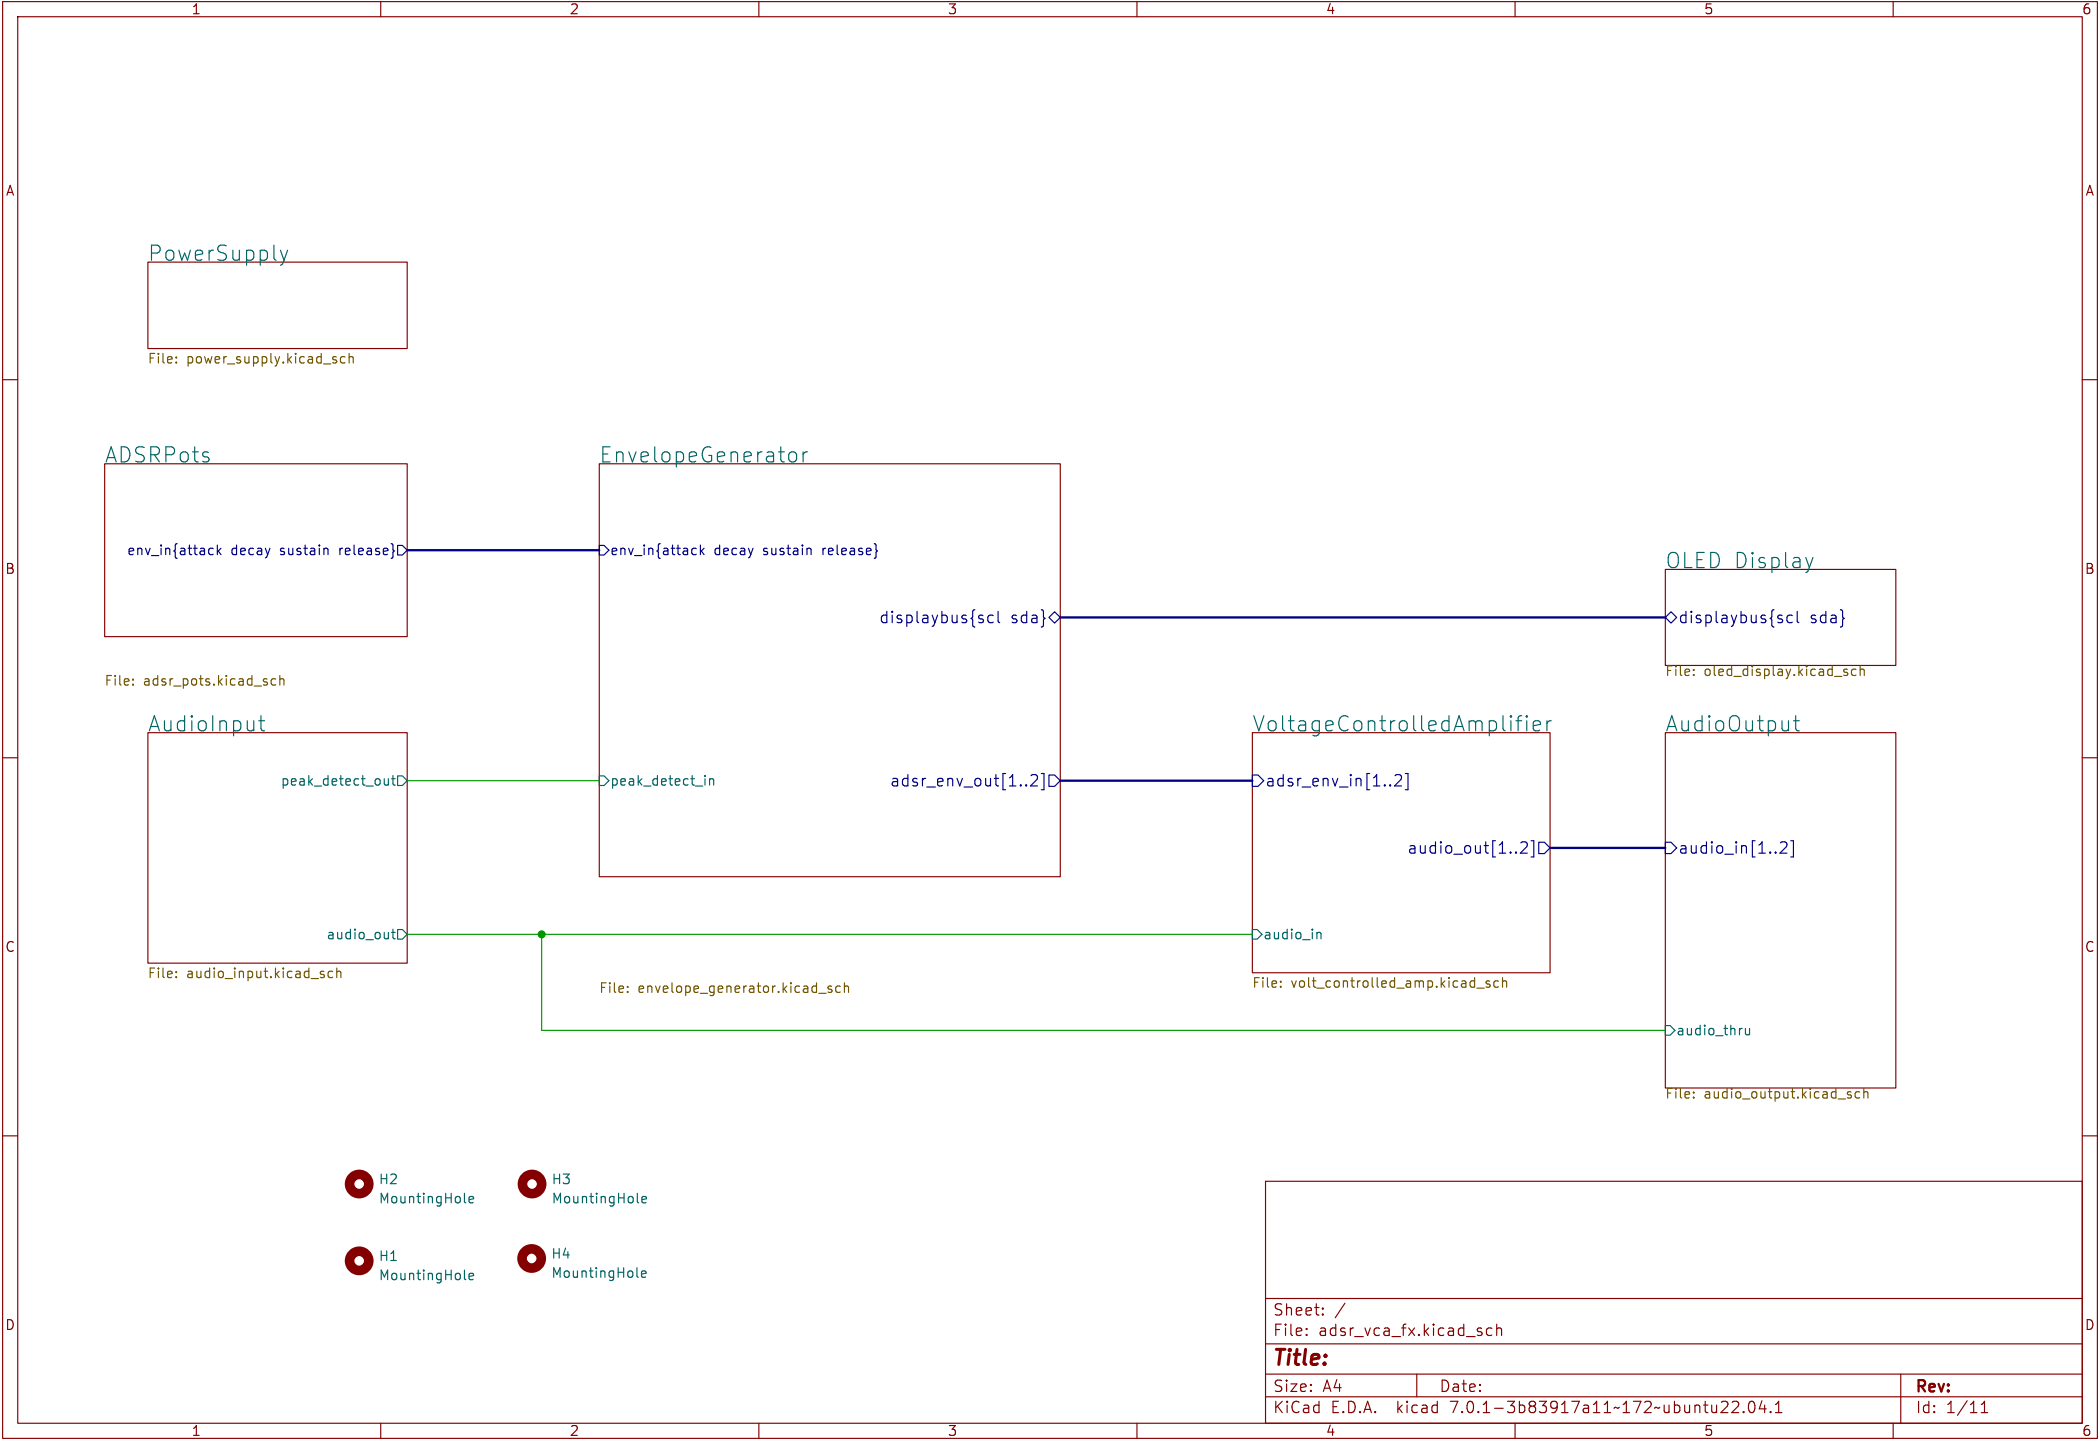 1 2 3 4 5 6
A A
PowerSupply
File: power_supply.kicad_sch
ADSRPots
env_in{attack decay sustain release}
File: adsr_pots.kicad_sch
EnvelopeGenerator
env_in{attack decay sustain release}
displaybus{scl sda}
peak_detect_in
adsr_env_out[1..2]
File: envelope_generator.kicad_sch
OLED Display
displaybus{scl sda}
File: oled_display.kicad_sch
B B
AudioInput
peak_detect_out
audio_out
File: audio_input.kicad_sch
VoltageControlledAmplifier
adsr_env_in[1..2]
audio_out[1..2]
audio_in
File: volt_controlled_amp.kicad_sch
AudioOutput
audio_in[1..2]
audio_thru
File: audio_output.kicad_sch
C C
H2
MountingHole
H3
MountingHole
H1
MountingHole
H4
MountingHole
D D
Sheet: /
File: adsr_vca_fx.kicad_sch
Title:
Size: A4 Date: Rev:
KiCad E.D.A. kicad 7.0.1-3b83917a11~172~ubuntu22.04.1 Id: 1/11
1 2 3 4 5 6